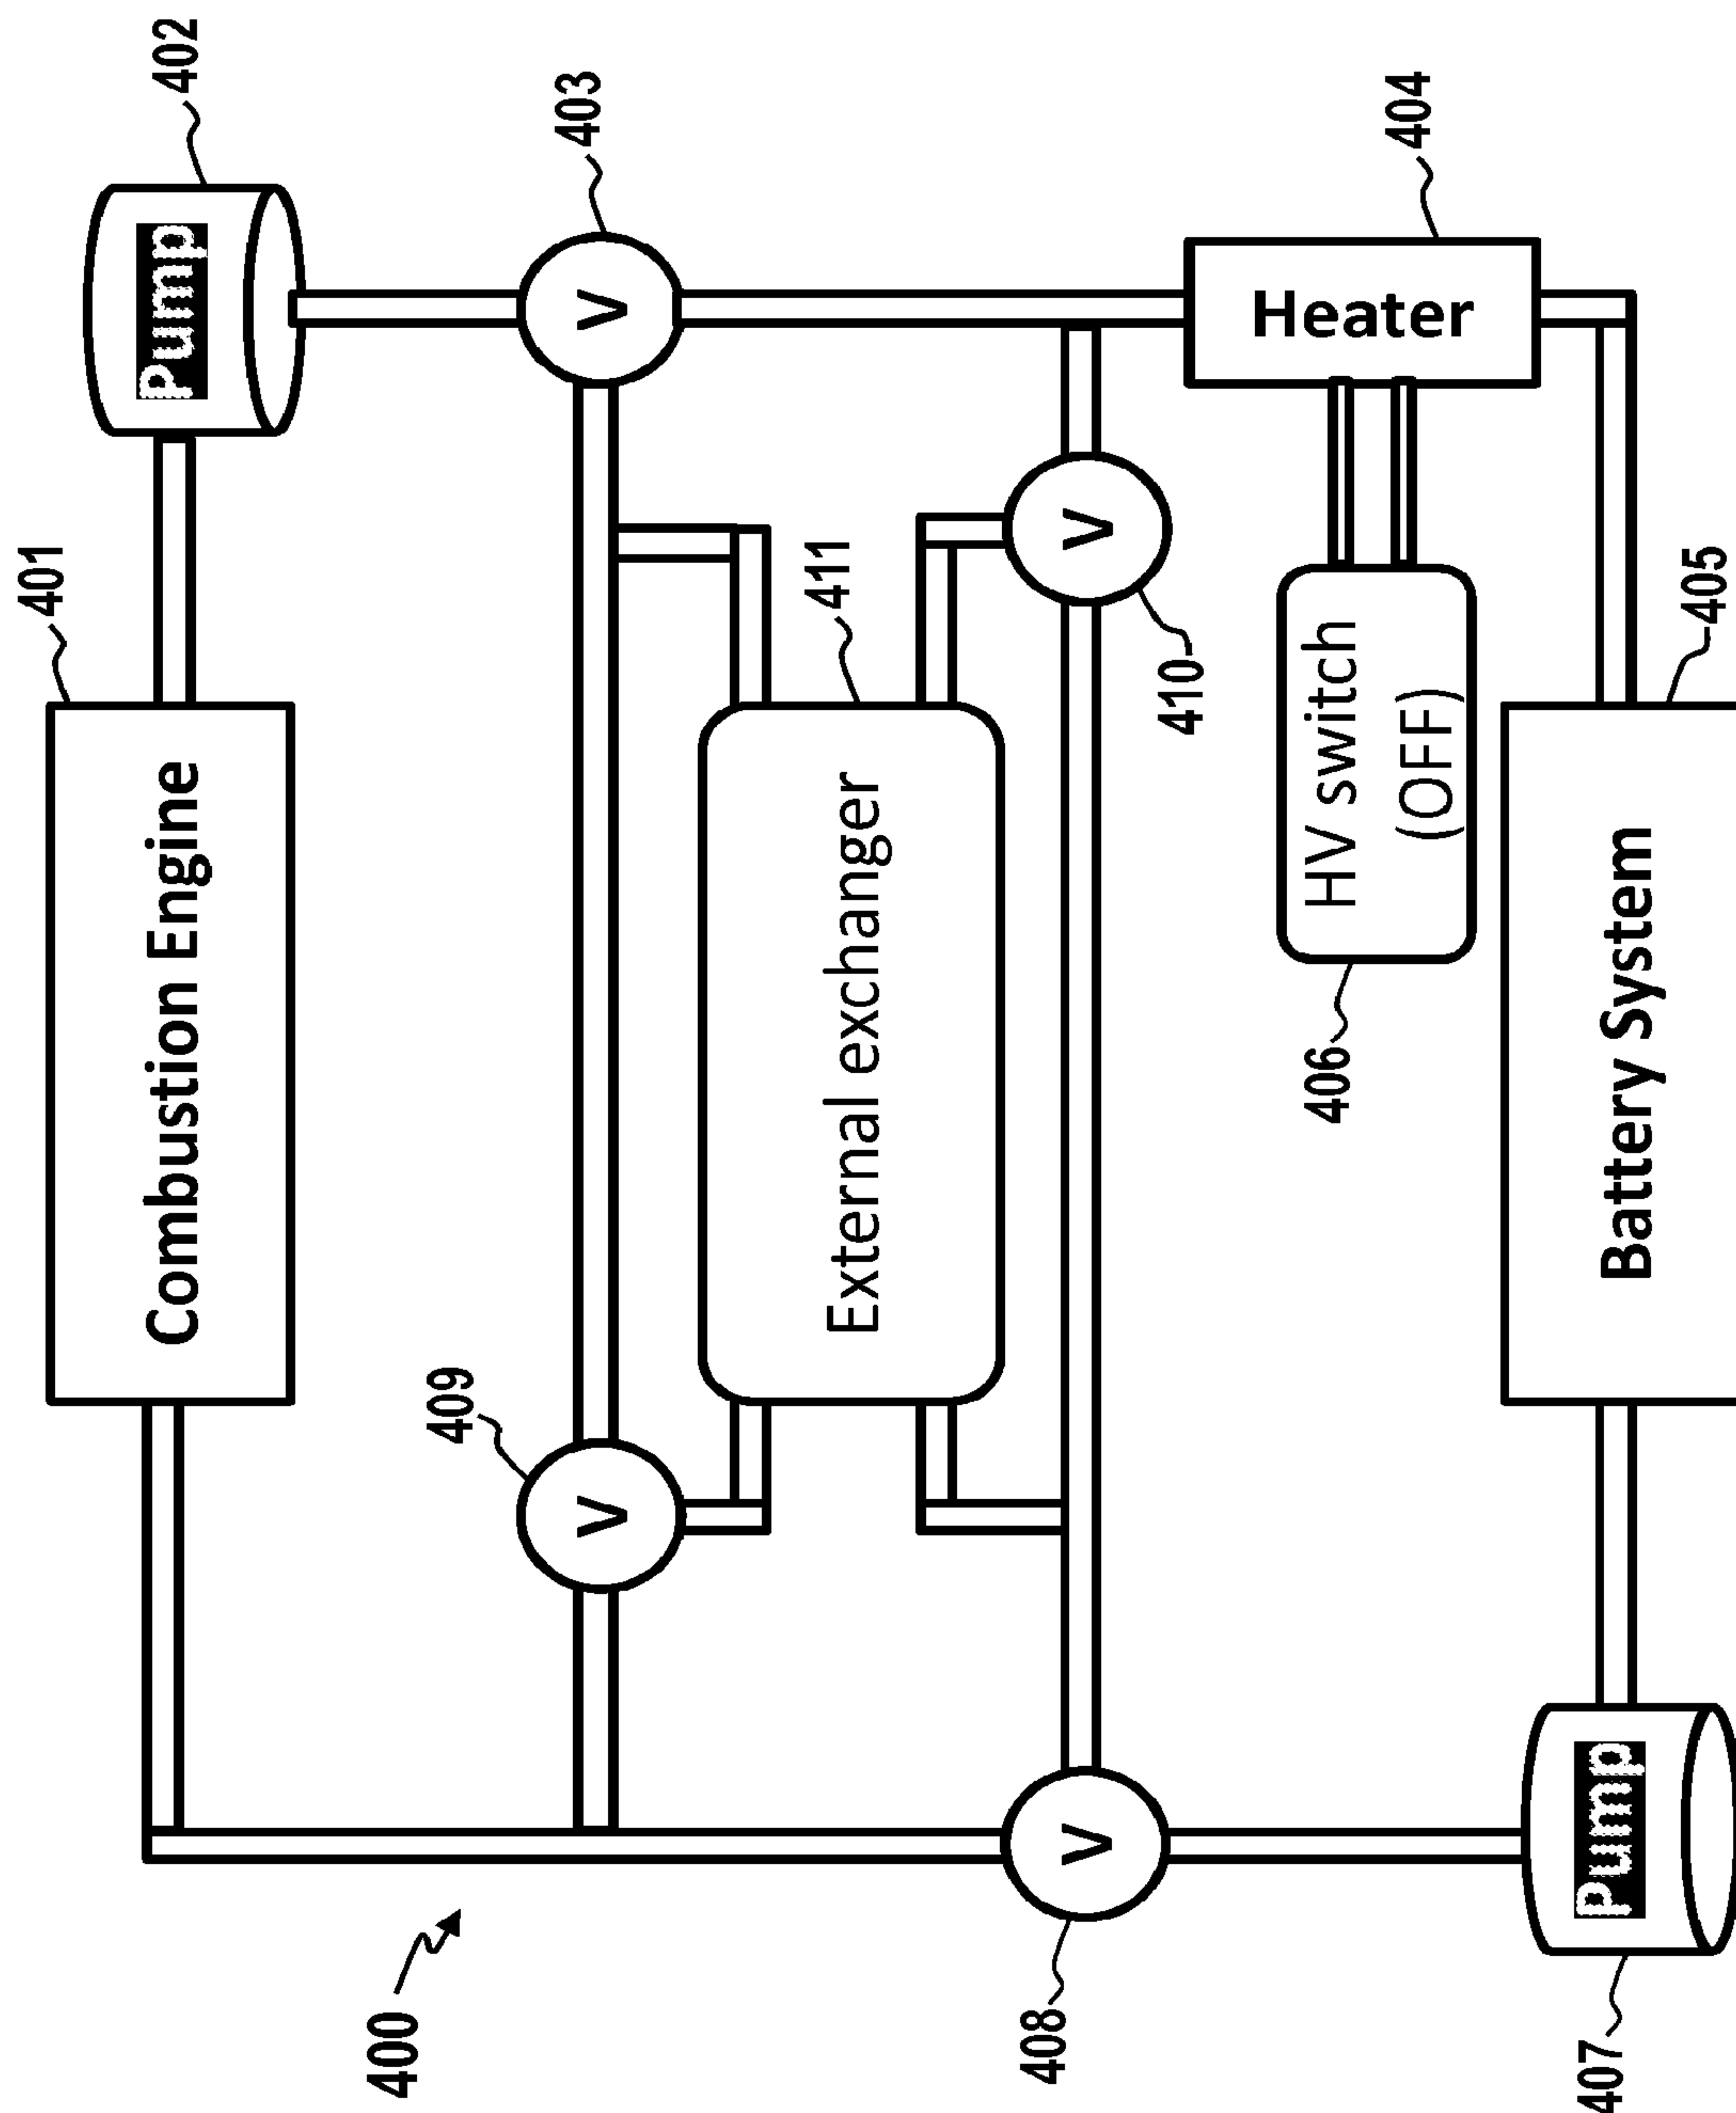 400
401
Combustion Engine
Pump
402
V
403
V
409
External exchanger
411
V
410
V
408
Heater
404
HV switch
(OFF)
406
Battery System
405
Pump
407